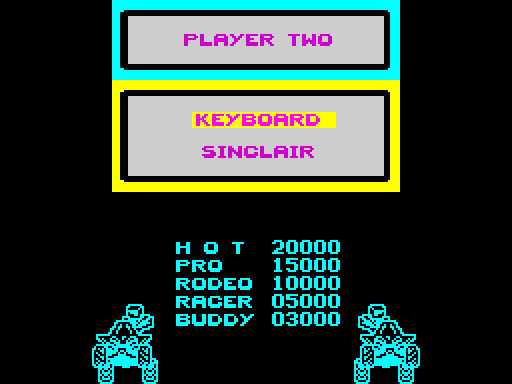 PLAYER TWO
KEYBOARD
SINCLAIR
H O T 20000
PRO 15000
RODEO 10000
RACER 05000
BUDDY 03000